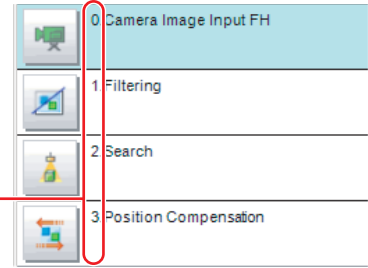 0.Camera Image Input FH
1.Filtering
2.Search
3.Position Compensation